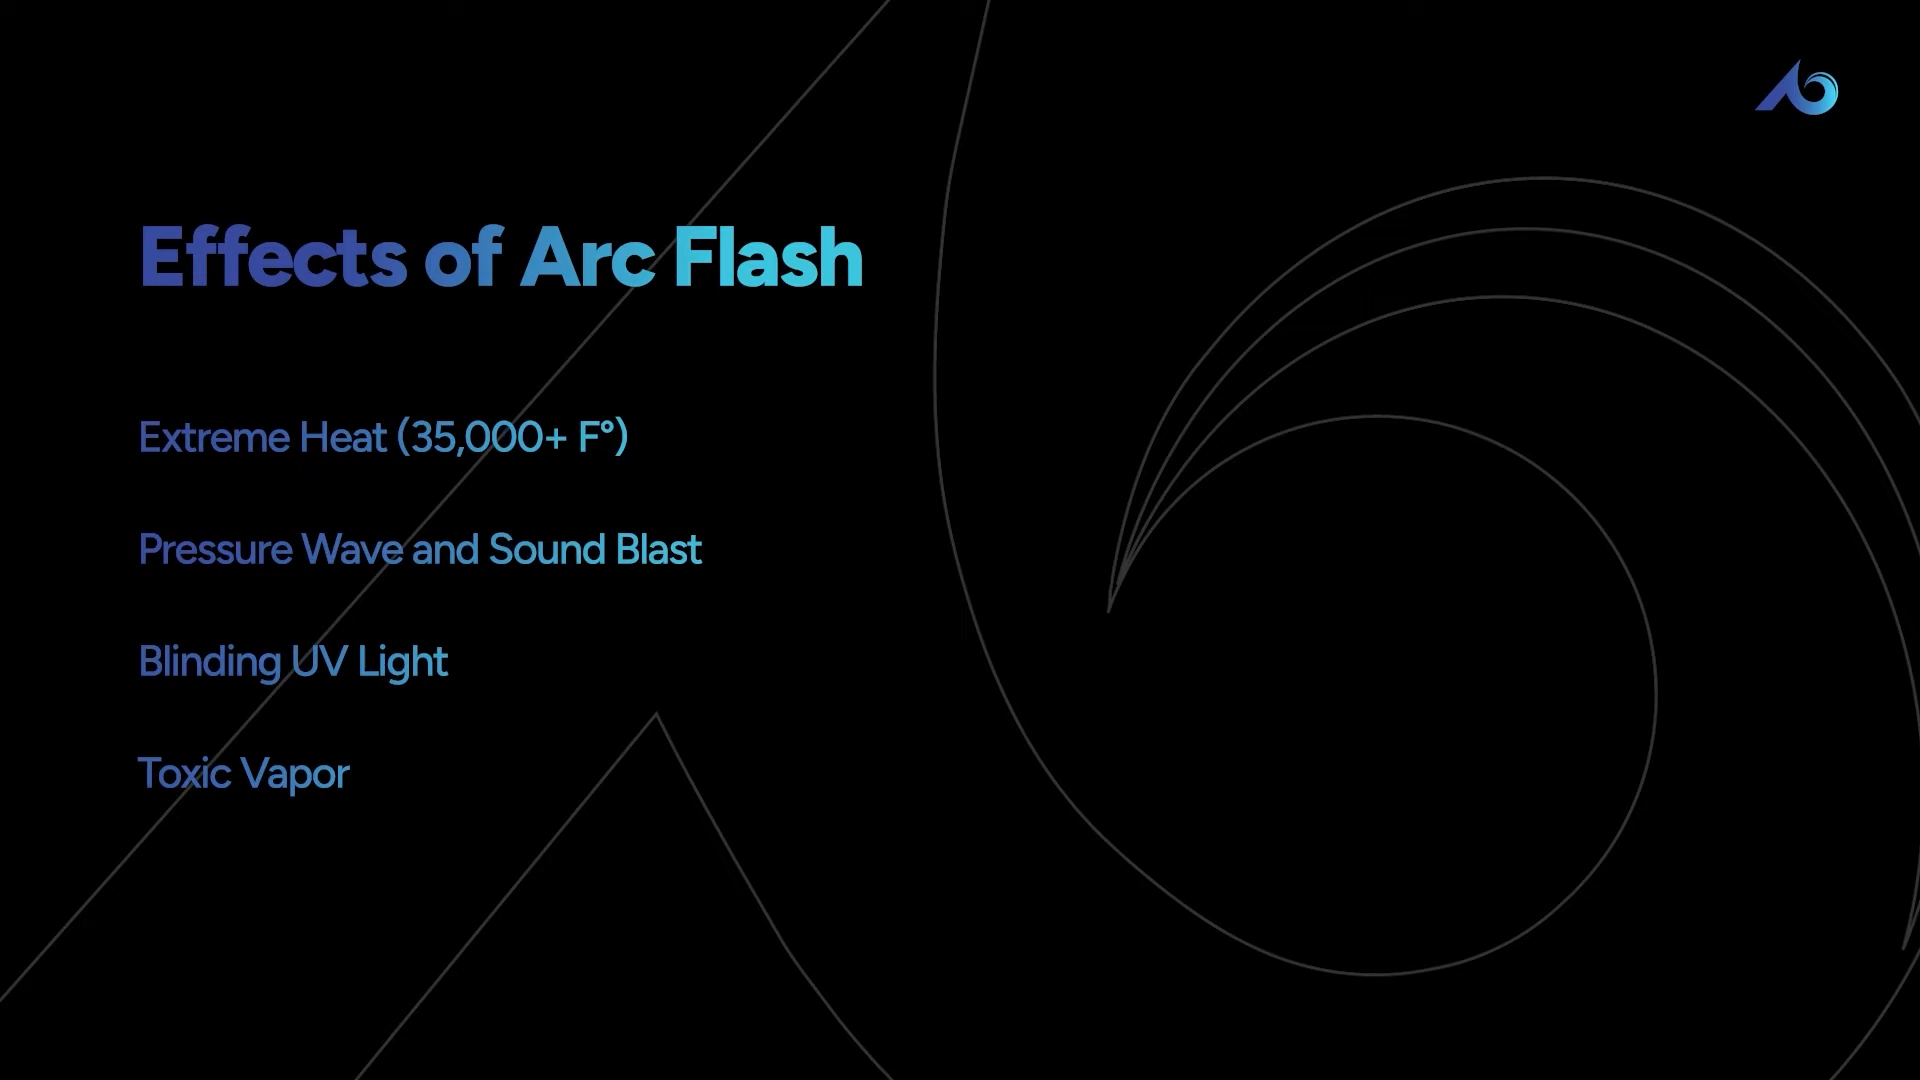 Effects of Arc Flash
Extreme Heat (35,000+ F°)
Pressure Wave and Sound Blast
Blinding UV Light
Toxic Vapor